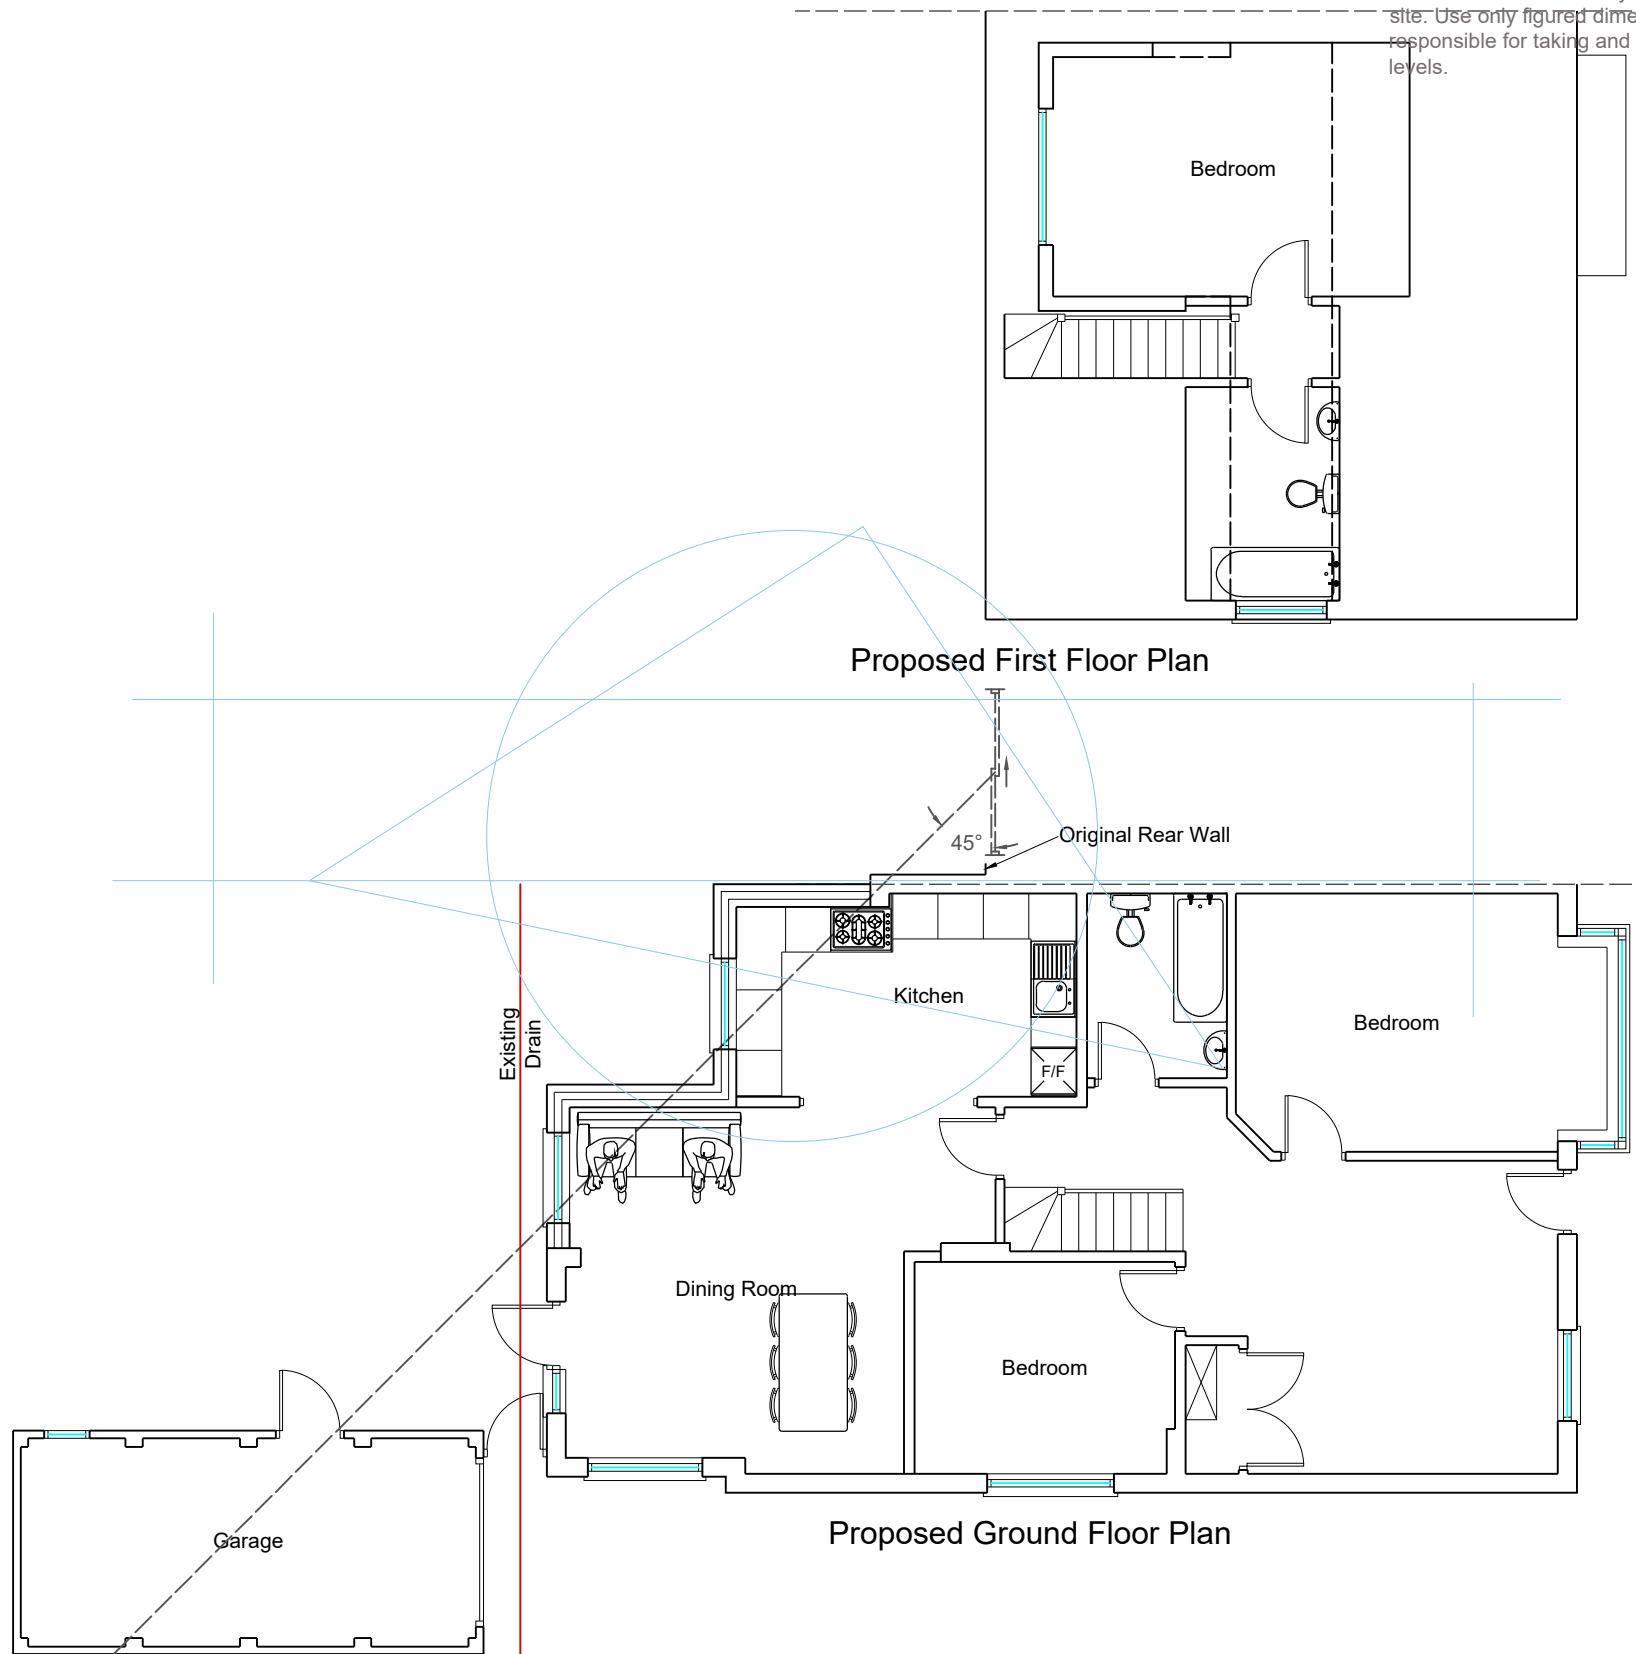 site. Use only figured dime
responsible for taking and
levels.
Bedroom
Proposed First Floor Plan
45°
Original Rear Wall
Kitchen
Existing
Drain
Bedroom
F/F
Dining Room
Bedroom
Garage
Proposed Ground Floor Plan